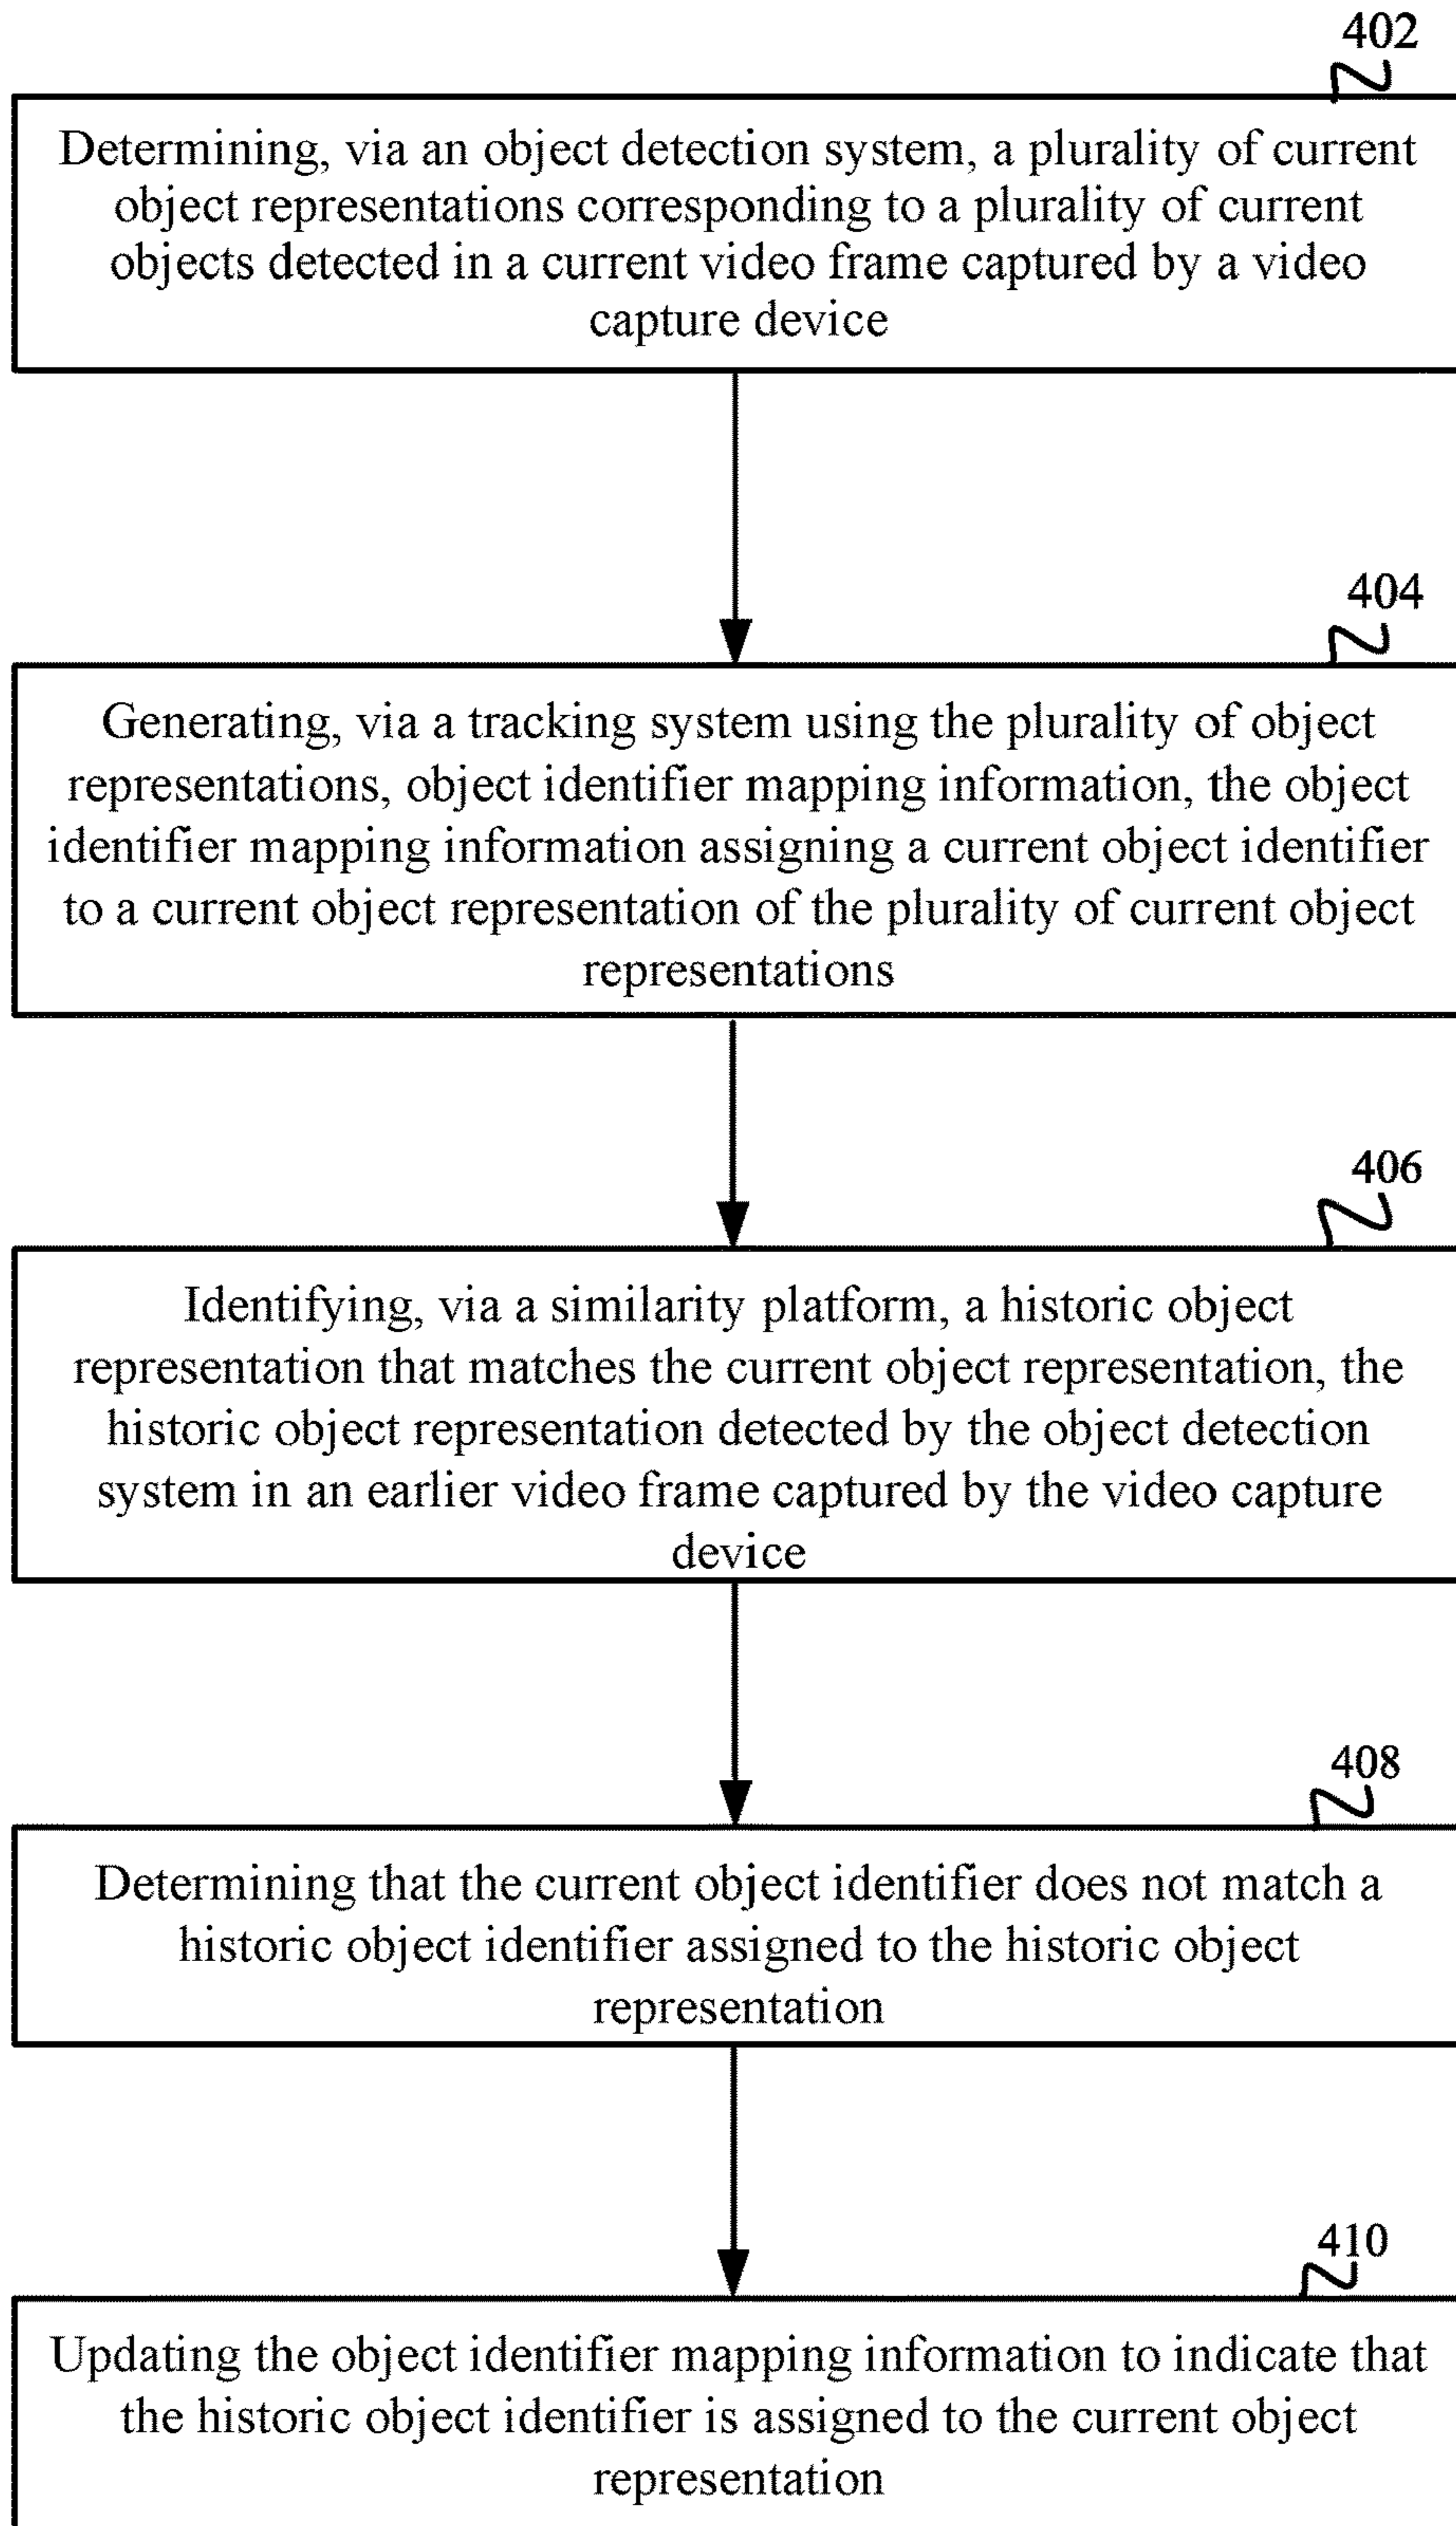 402
Determining, via an object detection system, a plurality of current
object representations corresponding to a plurality of current
objects detected in a current video frame captured by a video
capture device
404
Generating, via a tracking system using the plurality of object
representations, object identifier mapping information, the object
identifier mapping information assigning a current object identifier
to a current object representation of the plurality of current object
representations
406
Identifying, via a similarity platform, a historic object
representation that matches the current object representation, the
historic object representation detected by the object detection
system in an earlier video frame captured by the video capture
device
408
Determining that the current object identifier does not match a
historic object identifier assigned to the historic object
representation
410
Updating the object identifier mapping information to indicate that
the historic object identifier is assigned to the current object
representation